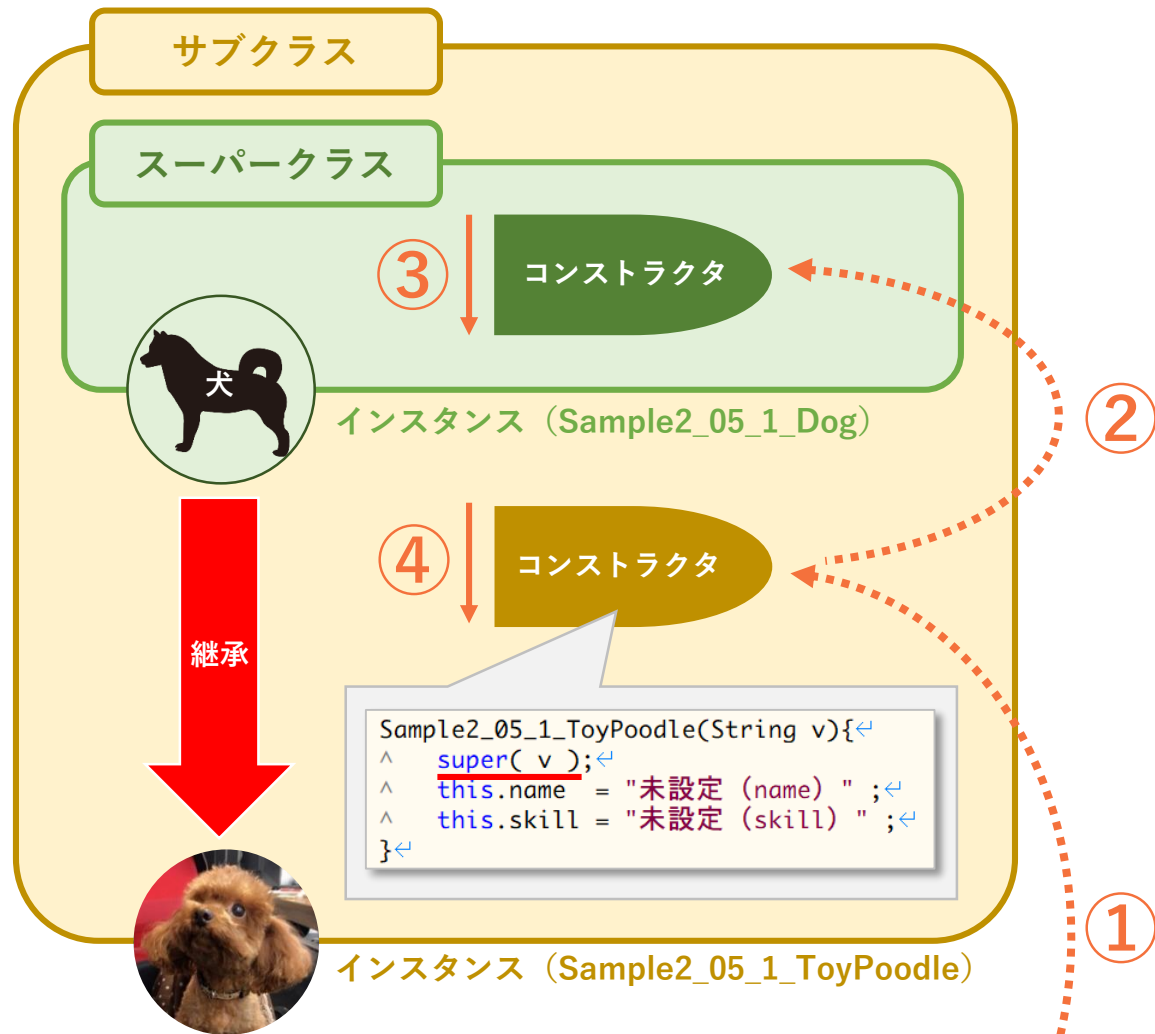 サブクラス
スーパークラス
③
コンストラクタ
犬
インスタンス（Sample2_05_1_Dog）
②
④
コンストラクタ
継承
Sample2_05_1_ToyPoodle(String v){↵
^   super( v );↵
^   this.name  = "未設定（name）" ;↵
^   this.skill = "未設定（skill）" ;↵
}↵
①
インスタンス（Sample2_05_1_ToyPoodle）